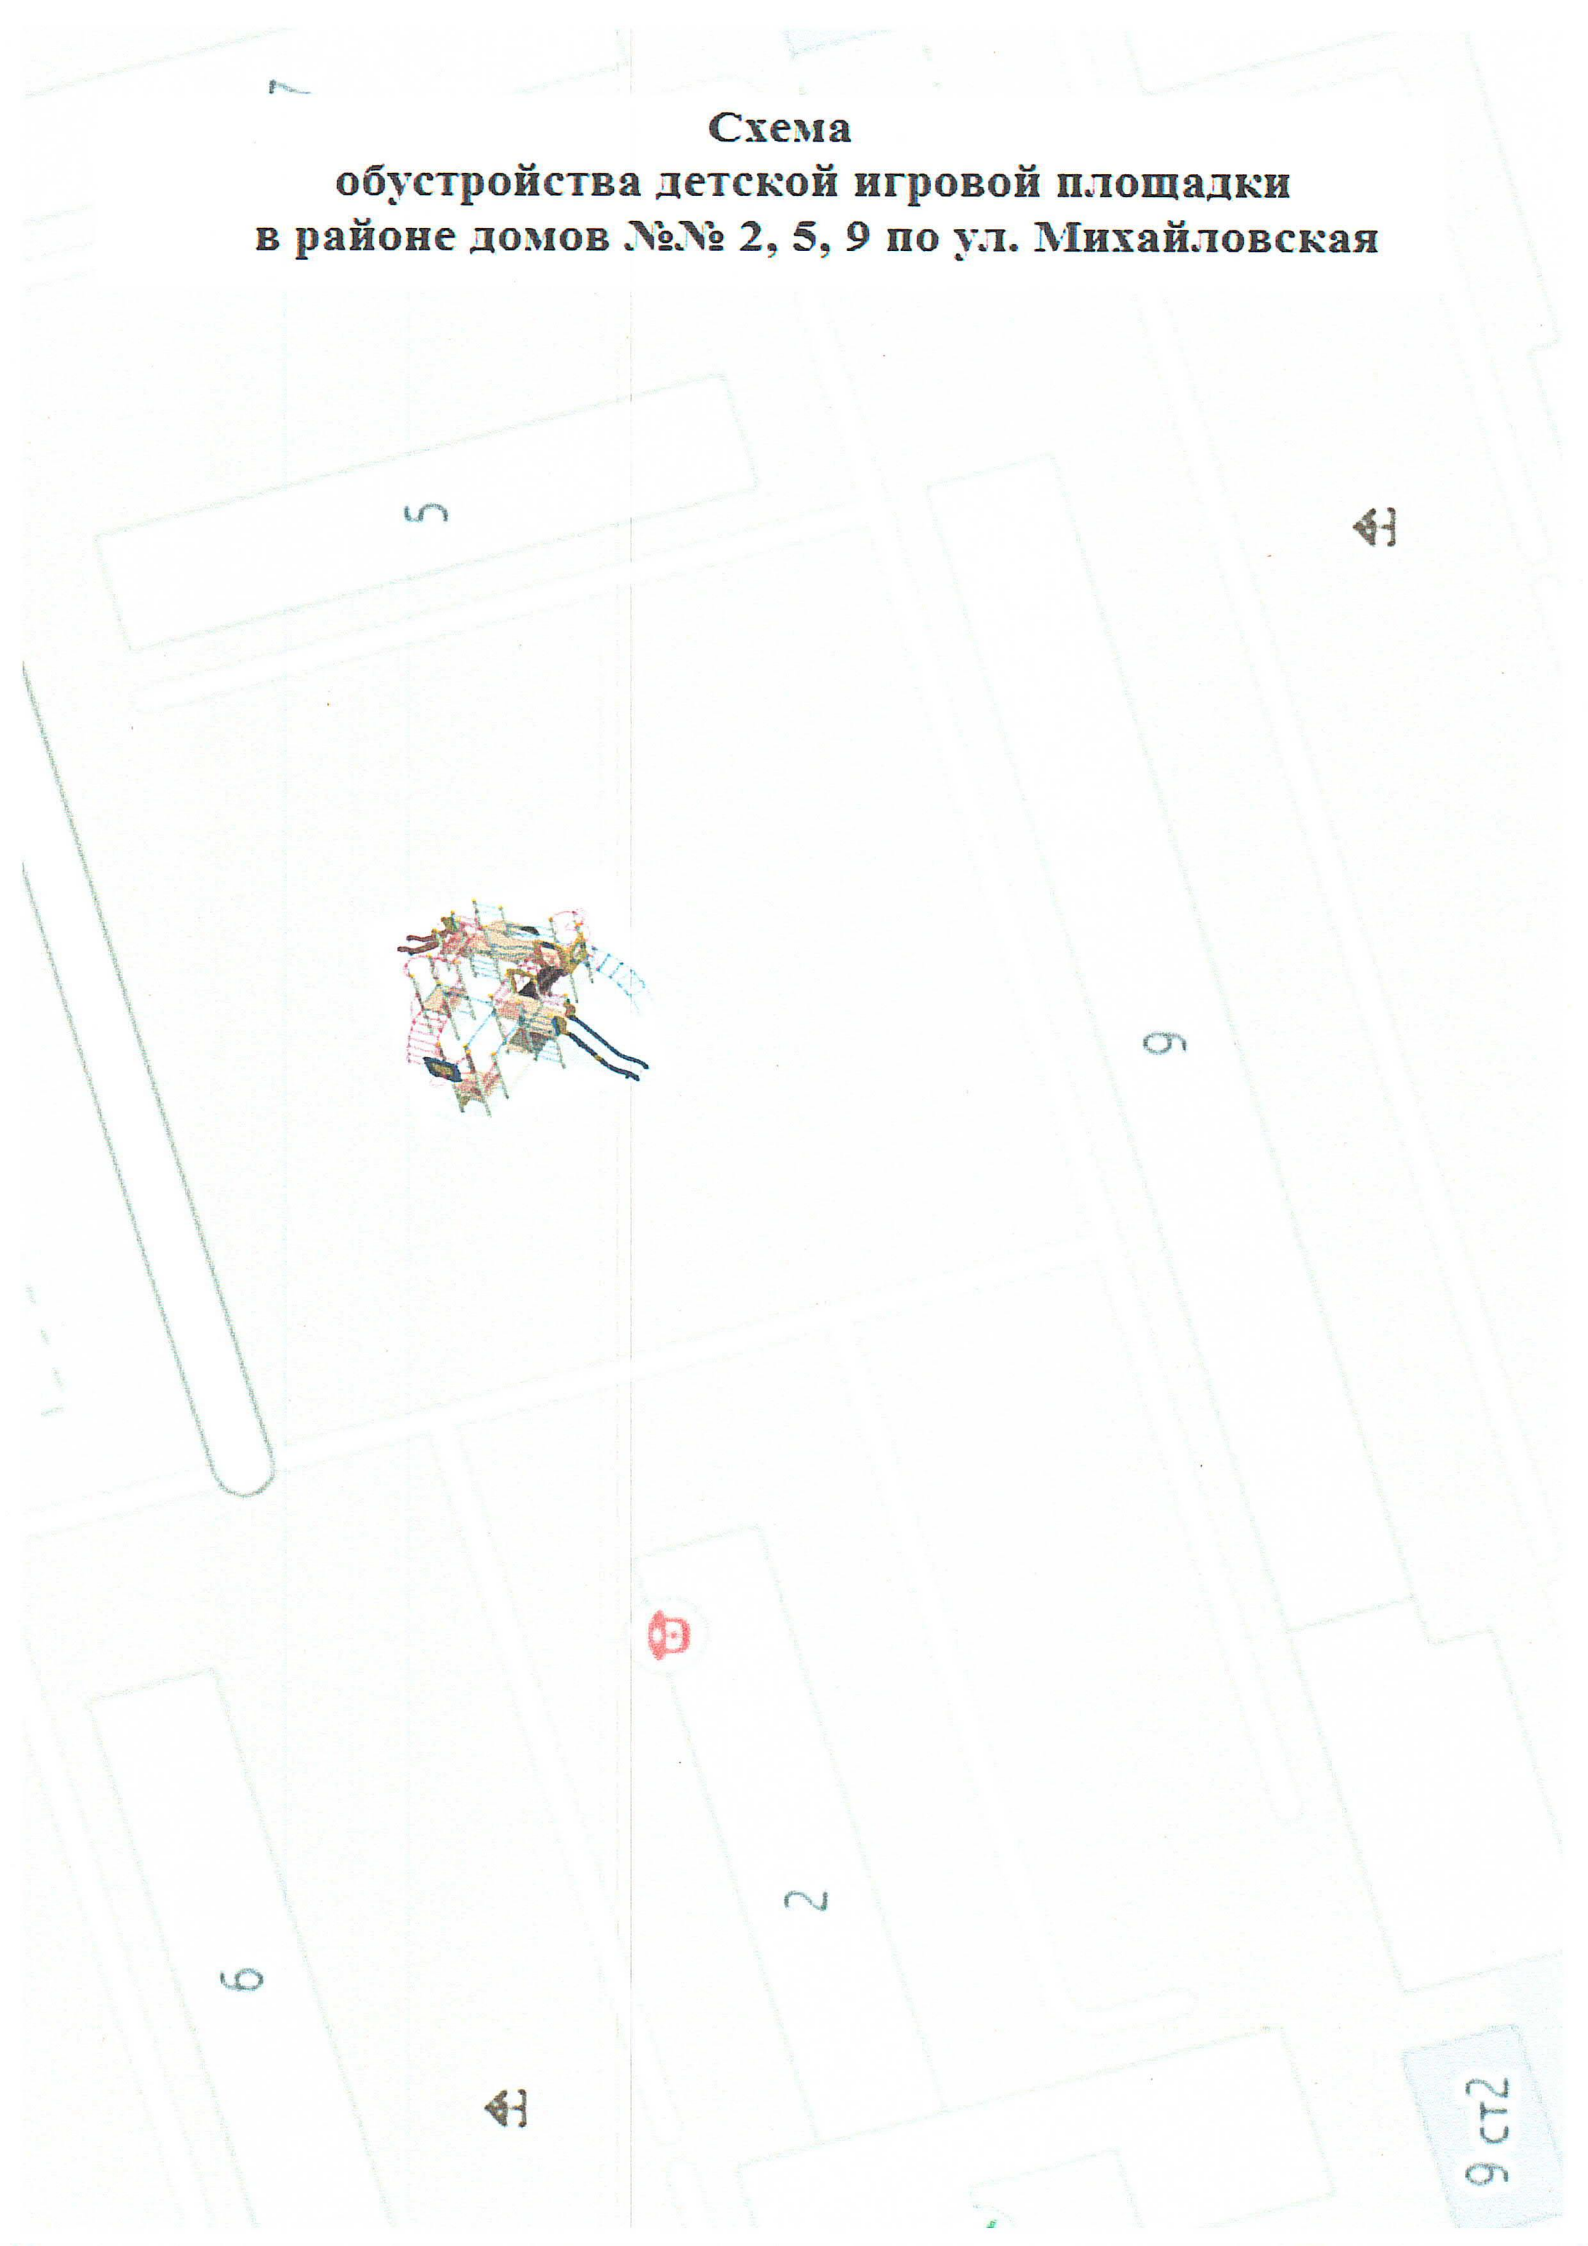 7
Схема
обустройства детской игровой площадки
в районе домов №№ 2, 5, 9 по ул. Михайловская
5
9
2
6
9 ст2